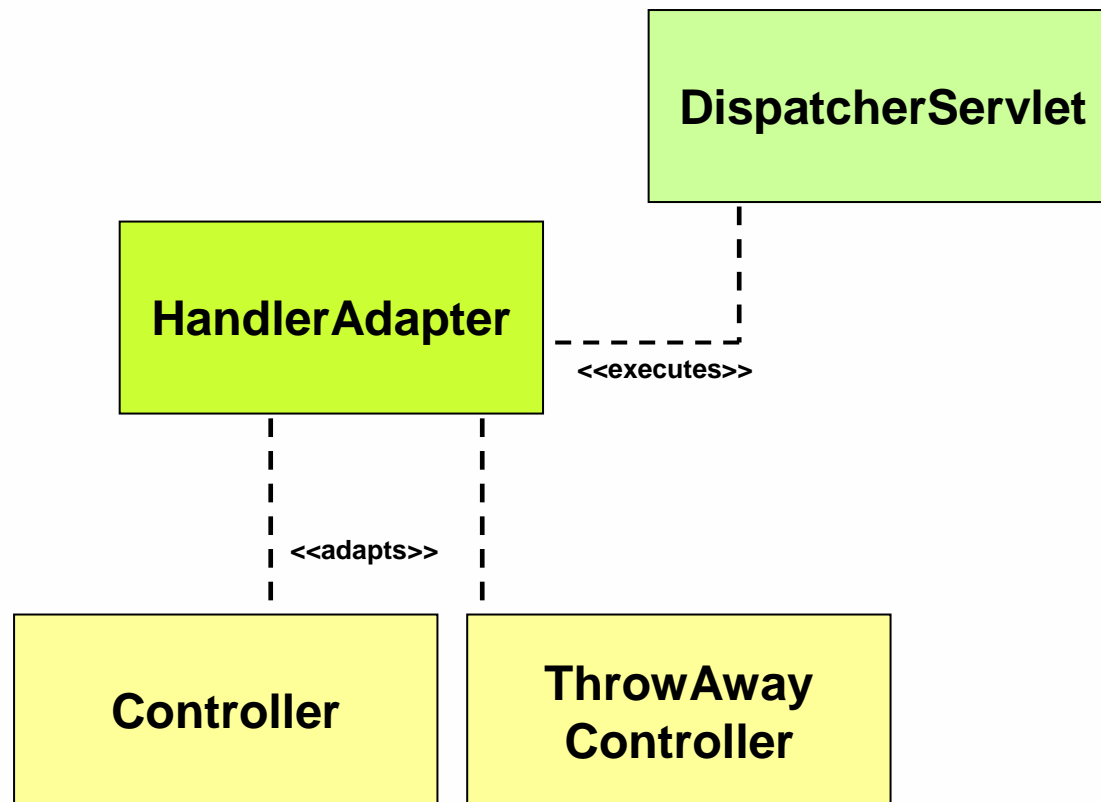 DispatcherServlet
HandlerAdapter
<<executes>>
<<adapts>>
Controller
ThrowAway
Controller